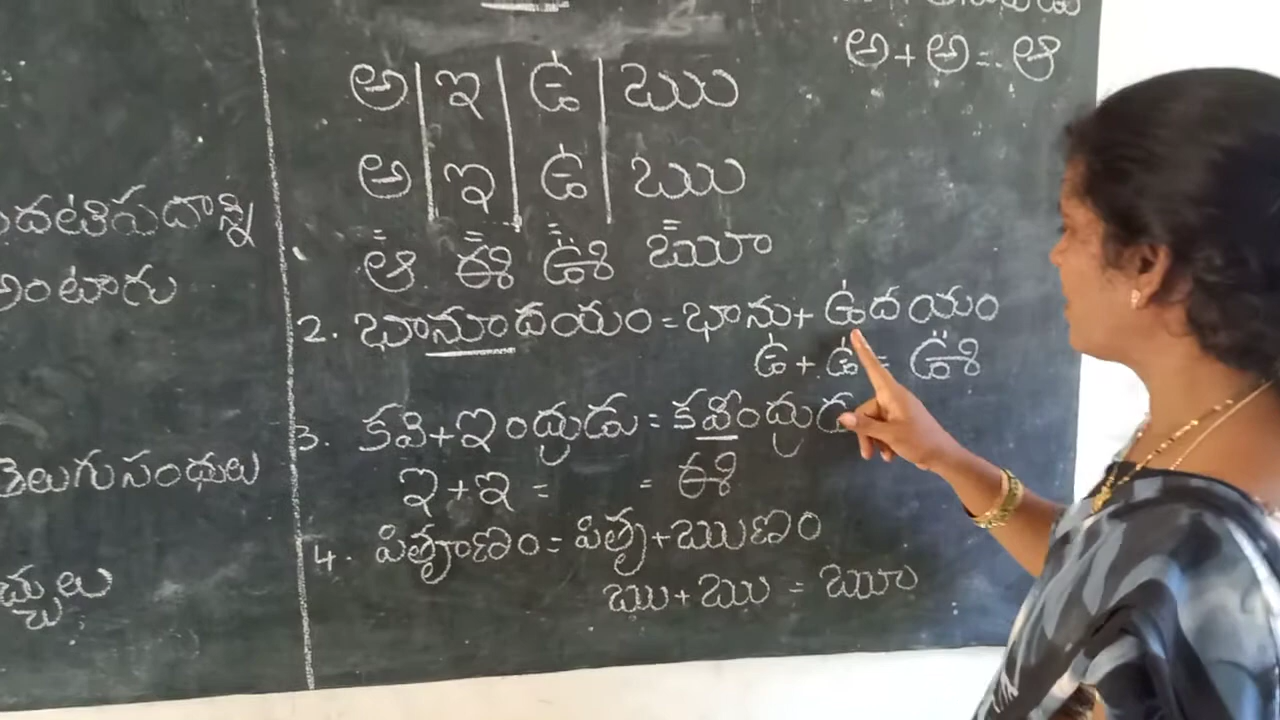 అ + అ = ఆ
అ ఇ ఉ ఋ
అ ఇ ఉ ఋ
ఆ ఈ ఊ ౠ
2. భానూదయం = భాను + ఉదయం
ఉ + ఉ = ఊ
3. కవి + ఇంద్రుడు = కవీంద్రుడు
ఇ + ఇ = = ఈ
4. పితౄణం = పితృ + ఋణం
ఋ + ఋ = ౠ
అంటారు
తెలుగుసంధులు